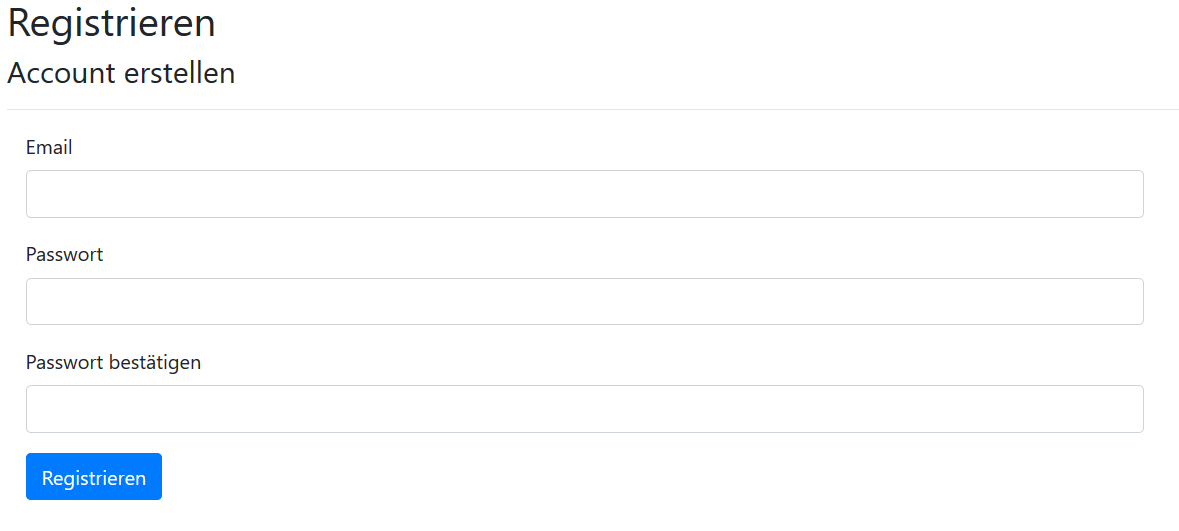 Registrieren
Account erstellen
Email
Passwort
Passwort bestätigen
Registrieren